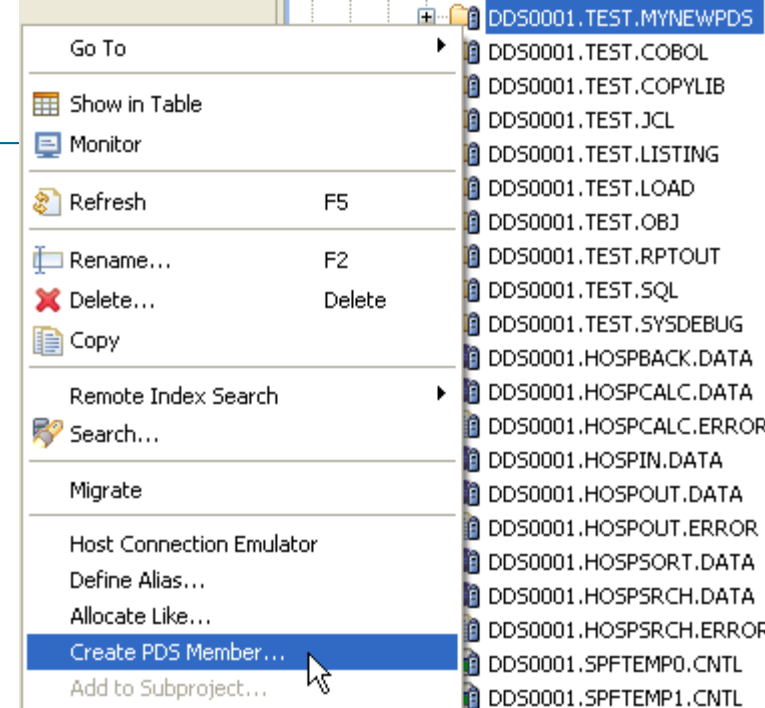 DDS0001.TEST.MYNEWPDS
DDS0001.TEST.COBOL
DDS0001.TEST.COPYLIB
DDS0001.TEST.JCL
DDS0001.TEST.LISTING
DDS0001.TEST.LOAD
DDS0001.TEST.OBJ
DDS0001.TEST.RPTOUT
DDS0001.TEST.SQL
DDS0001.TEST.SYSDEBUG
DDS0001.HOSPBACK.DATA
DDS0001.HOSPCALC.DATA
DDS0001.HOSPCALC.ERROR
DDS0001.HOSPIN.DATA
DDS0001.HOSPOUT.DATA
DDS0001.HOSPOUT.ERROR
DDS0001.HOSPSORT.DATA
DDS0001.HOSPSRCH.DATA
DDS0001.HOSPSRCH.ERROR
DDS0001.SPFTEMP0.CNTL
DDS0001.SPFTEMP1.CNTL
Go To
Show in Table
Monitor
Refresh F5
Rename... F2
Delete... Delete
Copy
Remote Index Search
Search...
Migrate
Host Connection Emulator
Define Alias...
Allocate Like...
Create PDS Member...
Add to Subproject...